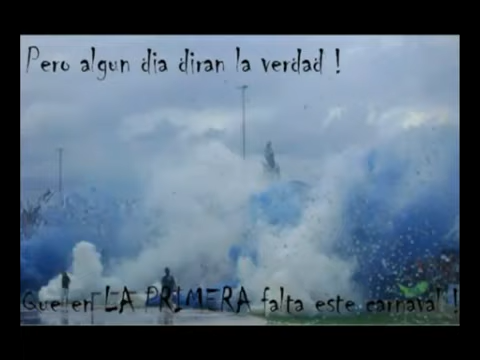 Pero algun dia diran la verdad !
Que en LA PRIMERA falta este carnaval !